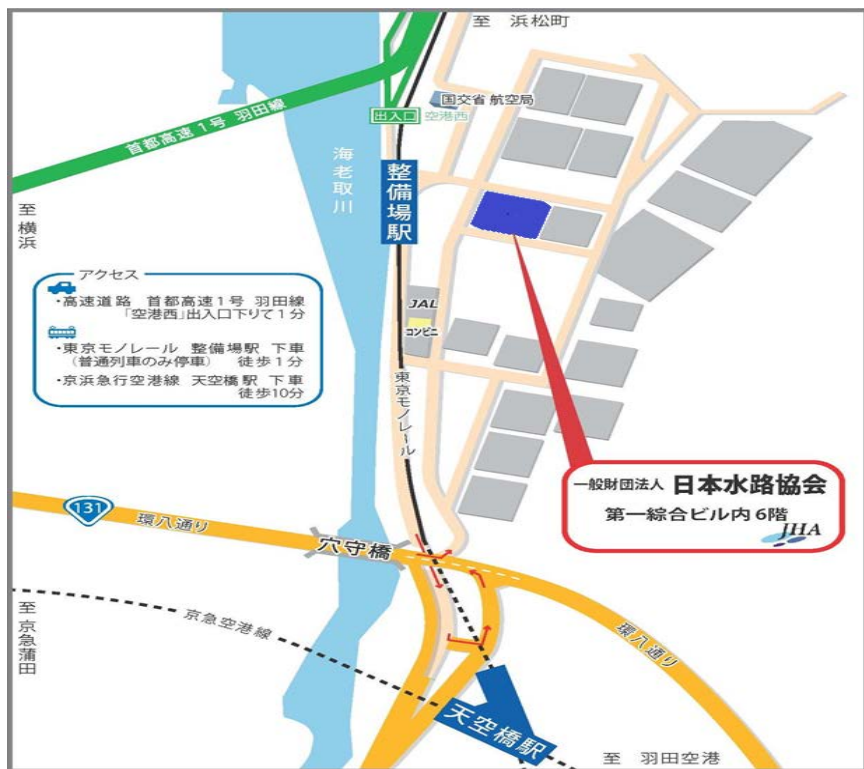 至 浜松町
国交省 航空局
出入口 空港西
首都高速1号 羽田線
海老取川
整備場駅
至 横浜
アクセス
・高速道路 首都高速1号 羽田線
「空港西」出入口下りて1分
・東京モノレール 整備場駅 下車
(普通列車のみ停車) 徒歩1分
・京浜急行空港線 天空橋駅 下車
徒歩10分
JAL
コンビニ
東京モノレール
一般財団法人 日本水路協会
第一綜合ビル内6階
JHA
131
環八通り
穴守橋
至 京急蒲田
京急空港線
環八通り
天空橋駅
至 羽田空港